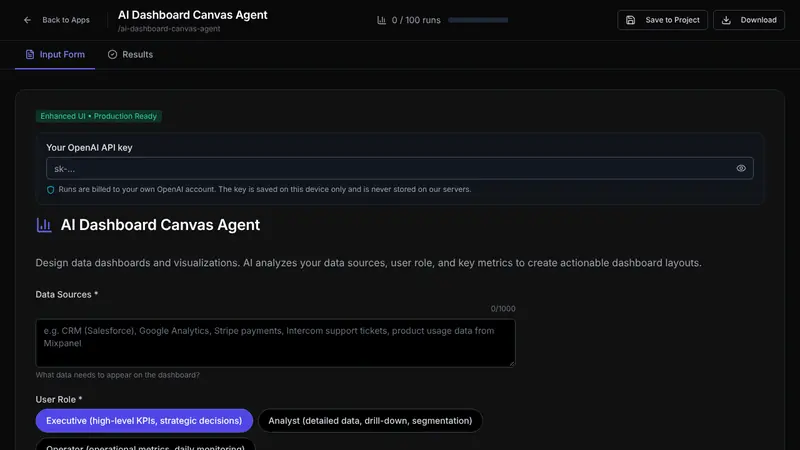 Back to Apps
AI Dashboard Canvas Agent
/ai-dashboard-canvas-agent
0 / 100 runs
Save to Project
Download
Input Form
Results
Enhanced UI • Production Ready
Your OpenAI API key
sk-...
Runs are billed to your own OpenAI account. The key is saved on this device only and is never stored on our servers.
AI Dashboard Canvas Agent
Design data dashboards and visualizations. AI analyzes your data sources, user role, and key metrics to create actionable dashboard layouts.
Data Sources *
0/1000
e.g. CRM (Salesforce), Google Analytics, Stripe payments, Intercom support tickets, product usage data from
Mixpanel
What data needs to appear on the dashboard?
User Role *
Executive (high-level KPIs, strategic decisions)
Analyst (detailed data, drill-down, segmentation)
Operator (operational metrics, daily monitoring)